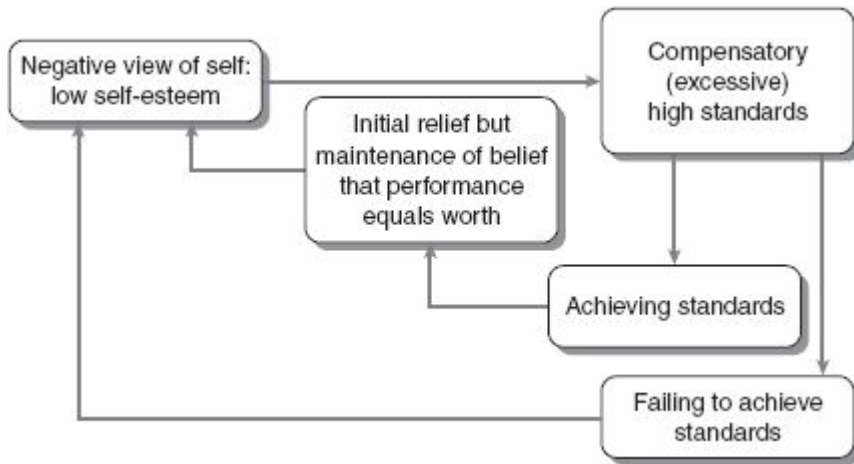 Negative view of self:
low self-esteem
Compensatory
(excessive)
high standards
Initial relief but
maintenance of belief
that performance
equals worth
Achieving standards
Failing to achieve
standards